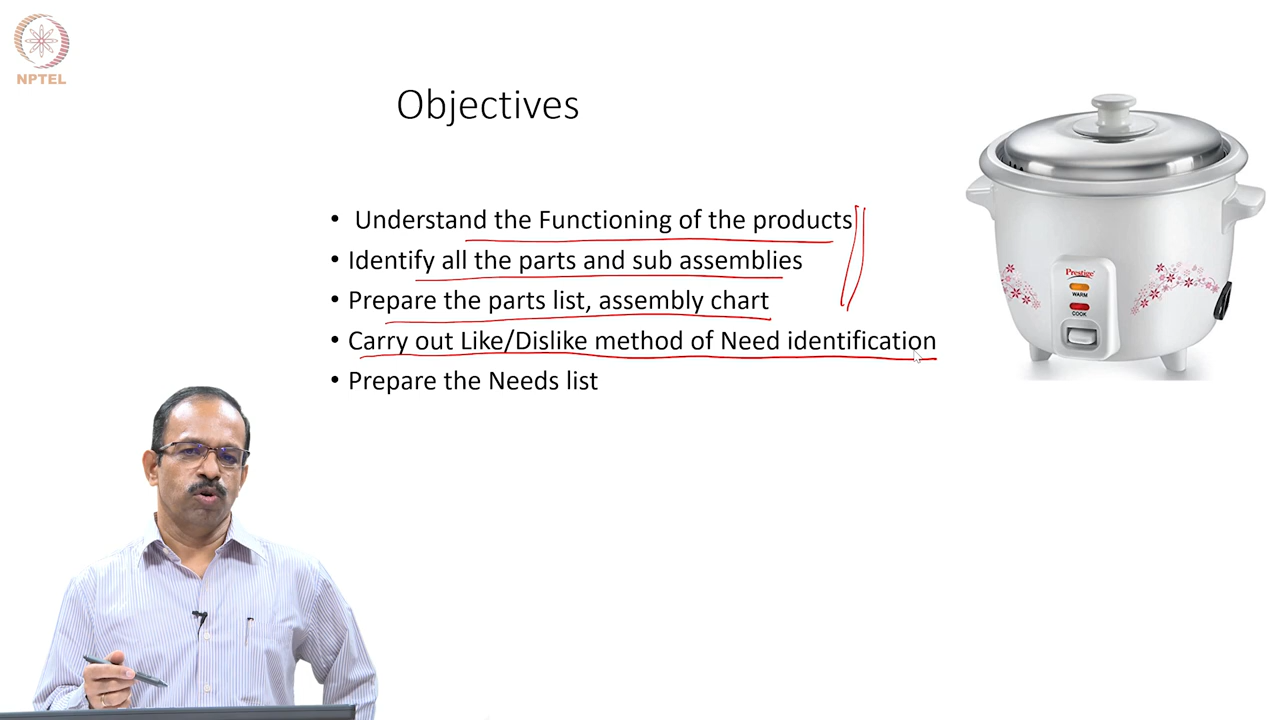 NPTEL
Objectives
• Understand the Functioning of the products
• Identify all the parts and sub assemblies
• Prepare the parts list, assembly chart
• Carry out Like/Dislike method of Need identification
• Prepare the Needs list
Prestige
WARM
COOK